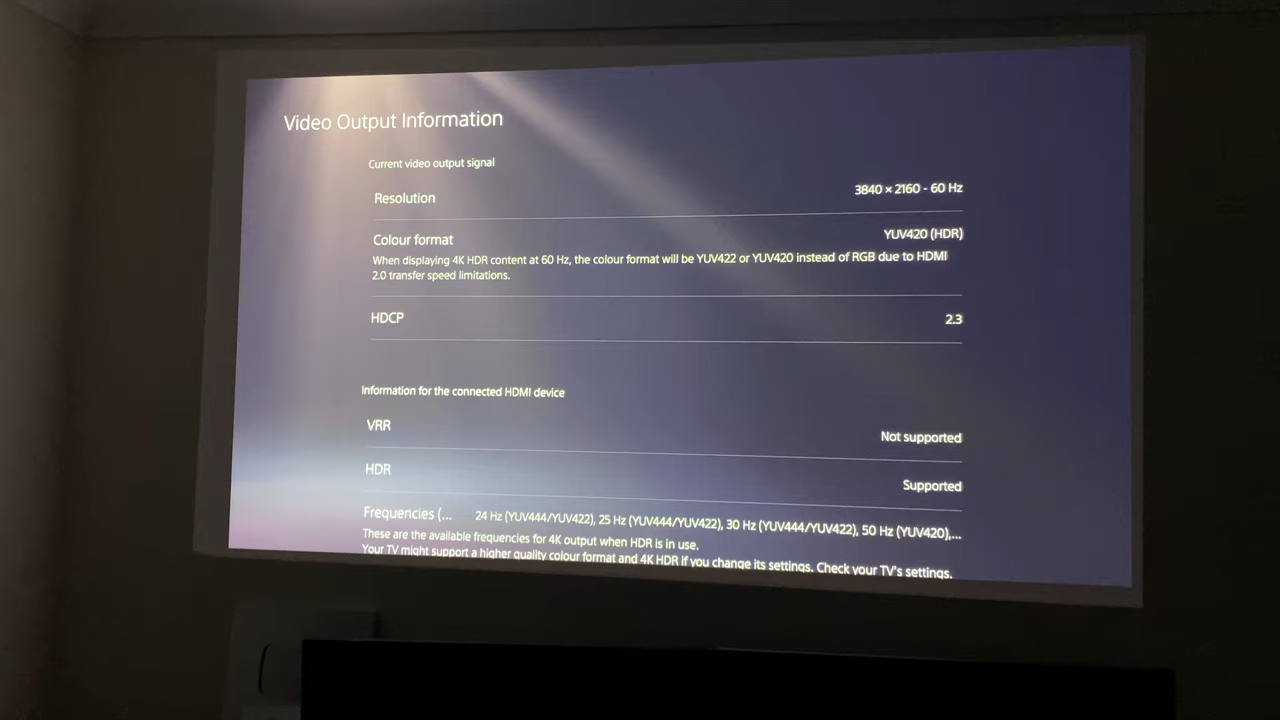 Video Output Information
Current video output signal
Resolution 3840 × 2160 - 60 Hz
Colour format YUV420 (HDR)
When displaying 4K HDR content at 60 Hz, the colour format will be YUV422 or YUV420 instead of RGB due to HDMI
2.0 transfer speed limitations.
HDCP 2.3
Information for the connected HDMI device
VRR Not supported
HDR Supported
Frequencies (... 24 Hz (YUV444/YUV422), 25 Hz (YUV444/YUV422), 30 Hz (YUV444/YUV422), 50 Hz (YUV420),...
These are the available frequencies for 4K output when HDR is in use.
Your TV might support a higher quality colour format and 4K HDR if you change its settings. Check your TV's settings.